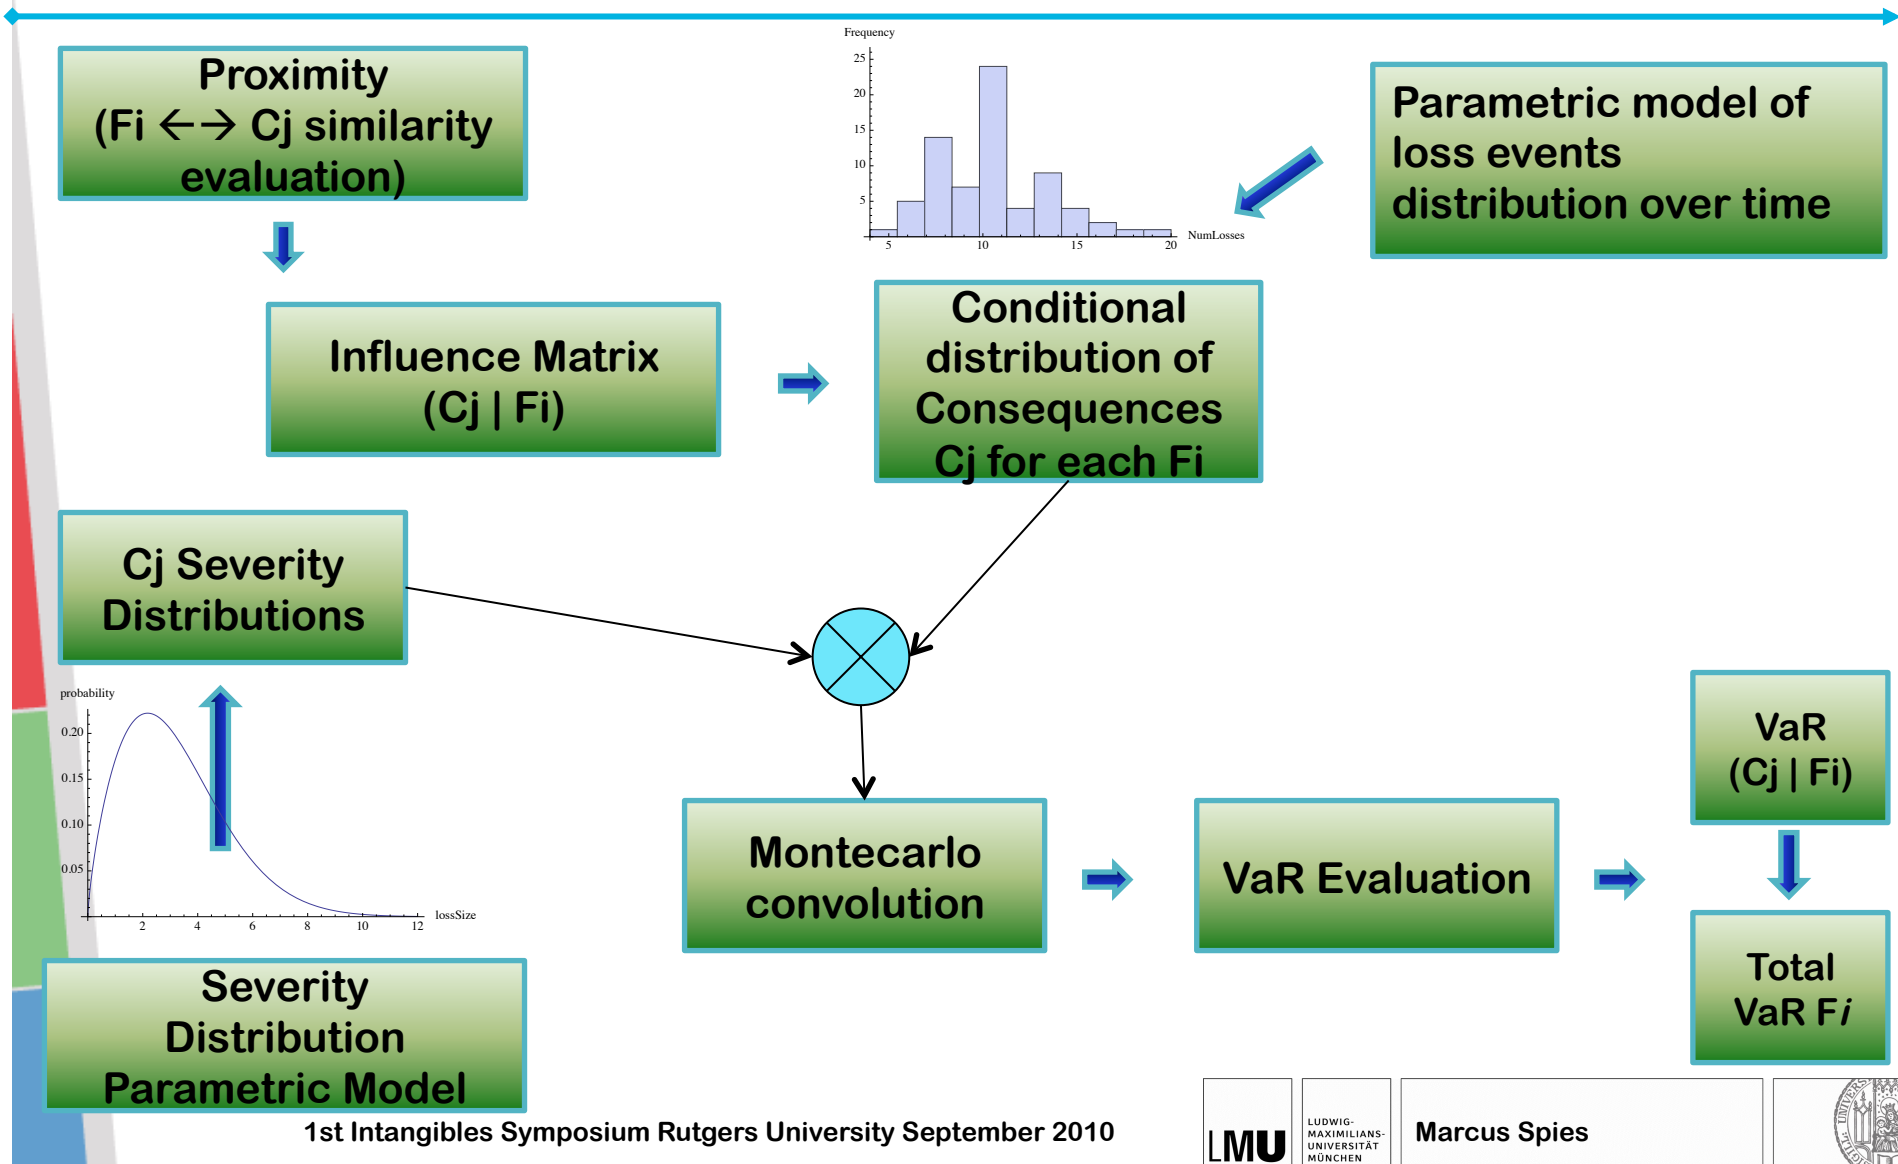 Proximity
(Fi ←→ Cj similarity
evaluation)
Frequency
25
20
15
10
5
5 10 15 20
NumLosses
Parametric model of
loss events
distribution over time
Influence Matrix
(Cj | Fi)
Conditional
distribution of
Consequences
Cj for each Fi
Cj Severity
Distributions
probability
0.20
0.15
0.10
0.05
2 4 6 8 10 12
lossSize
Severity
Distribution
Parametric Model
Montecarlo
convolution
VaR Evaluation
VaR
(Cj | Fi)
Total
VaR Fi
1st Intangibles Symposium Rutgers University September 2010
LMU
LUDWIG-
MAXIMILIANS-
UNIVERSITÄT
MÜNCHEN
Marcus Spies